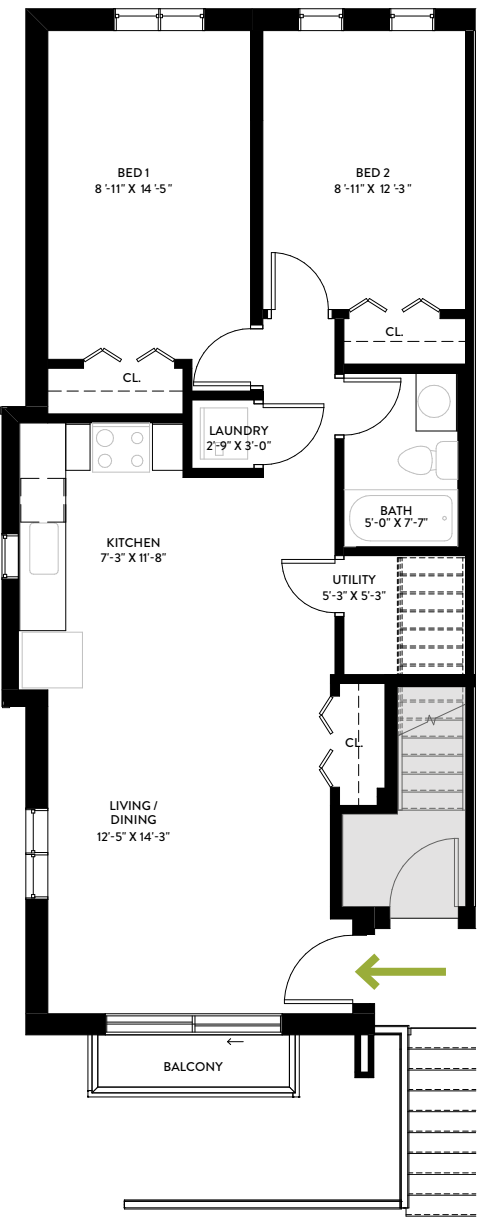 BED 1
8'-11" X 14'-5"
BED 2
8'-11" X 12'-3"
CL.
CL.
LAUNDRY
2'-9" X 3'-0"
BATH
5'-0" X 7'-7"
KITCHEN
7'-3" X 11'-8"
UTILITY
5'-3" X 5'-3"
CL.
LIVING /
DINING
12'-5" X 14'-3"
BALCONY